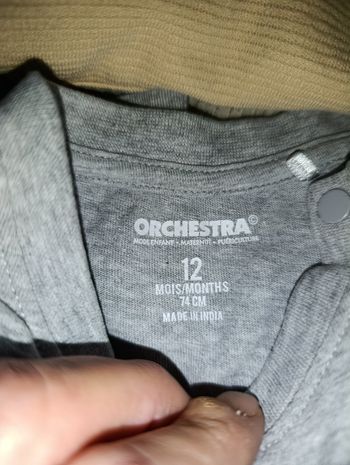 ORCHESTRA©
MODE ENFANT • MATERNITÉ • PUÉRICULTURE
12
MOIS/MONTHS
74 CM
MADE IN INDIA